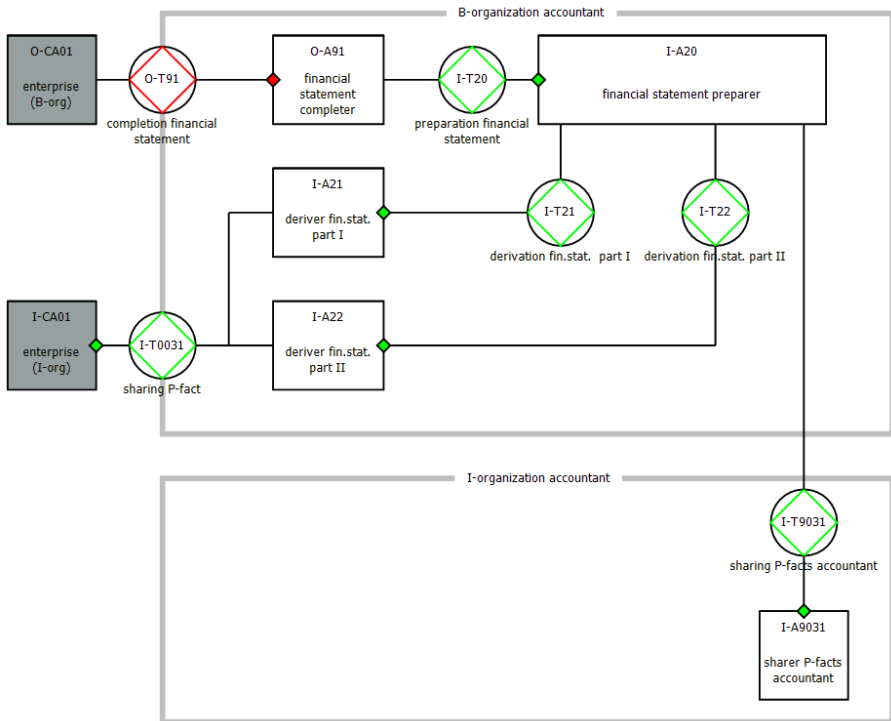 B-organization accountant
O-CA01
enterprise
(B-org)
O-T91
completion financial
statement
O-A91
financial
statement
completer
I-T20
preparation financial
statement
I-A20
financial statement preparer
I-A21
deriver fin.stat.
part I
I-T21
derivation fin.stat. part I
I-T22
derivation fin.stat. part II
I-CA01
enterprise
(I-org)
I-T0031
sharing P-fact
I-A22
deriver fin.stat.
part II
I-organization accountant
I-T9031
sharing P-facts accountant
I-A9031
sharer P-facts
accountant